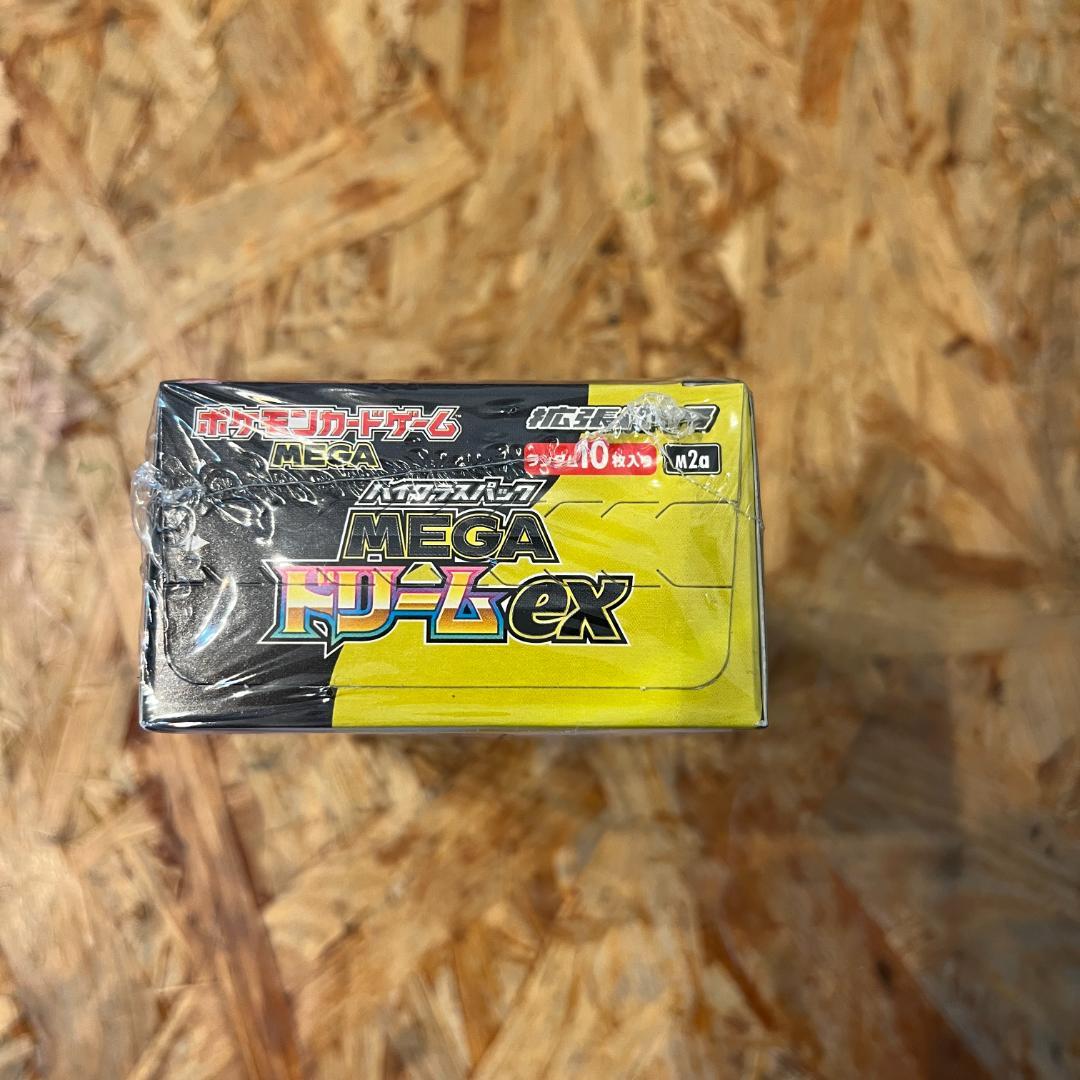 ポケモンカードゲーム
MEGA
拡張パック
ランダム10枚入り
M2a
ハイクラスパック
MEGA
ドリームex